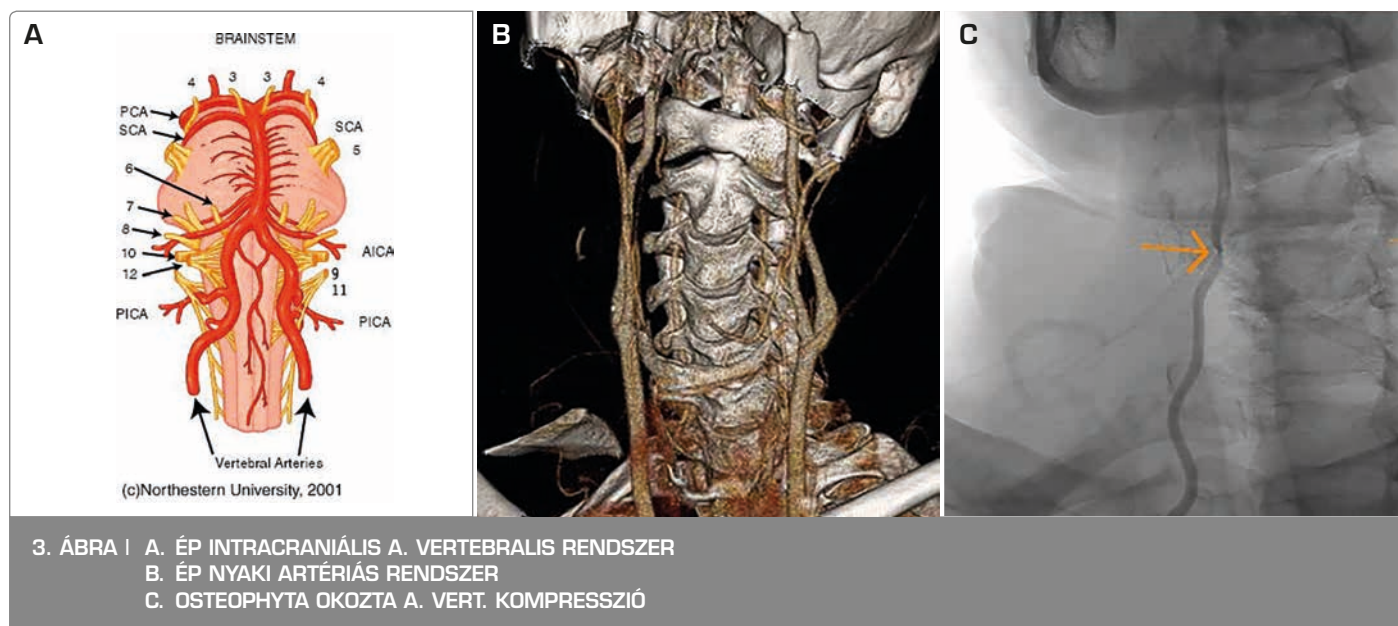 A
BRAINSTEM
4 3 3 4
PCA
SCA
SCA
5
6
7
8
10
12
AICA
9
11
PICA
PICA
Vertebral Arteries
(c)Northestern University, 2001
B
C
3. ÁBRA | A. ÉP INTRACRANIÁLIS A. VERTEBRALIS RENDSZER
B. ÉP NYAKI ARTÉRIÁS RENDSZER
C. OSTEOPHYTA OKOZTA A. VERT. KOMPRESSZIÓ